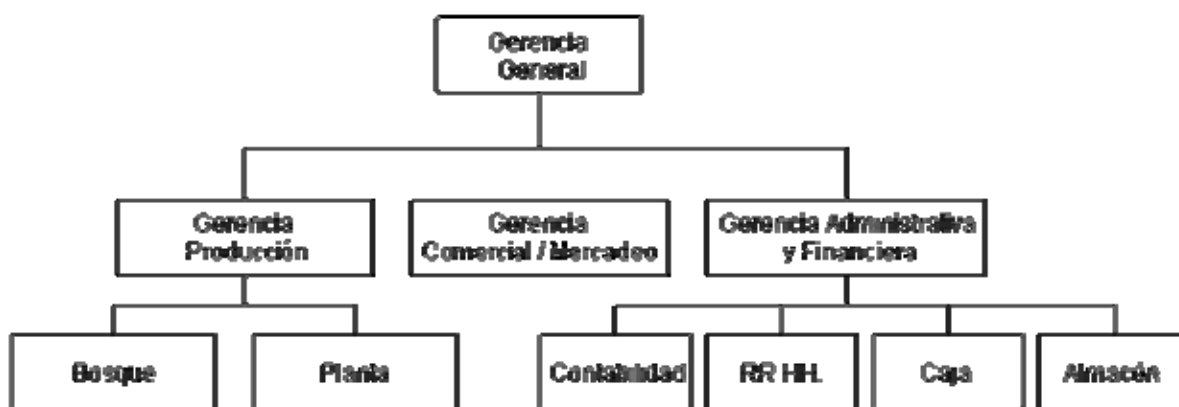 Gerencia
General
Gerencia
Producción
Gerencia
Comercial / Mercadeo
Gerencia Administrativa
y Financiera
Bosque
Planta
Contabilidad
RR HH.
Caja
Almacén